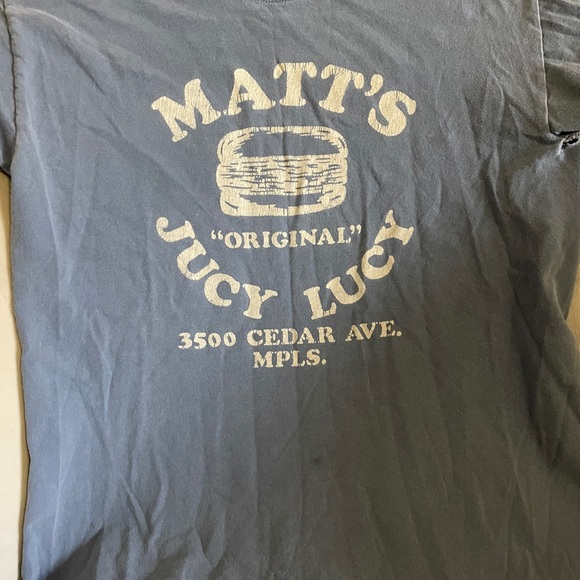 MATT'S
"ORIGINAL"
JUCY LUCY
3500 CEDAR AVE.
MPLS.